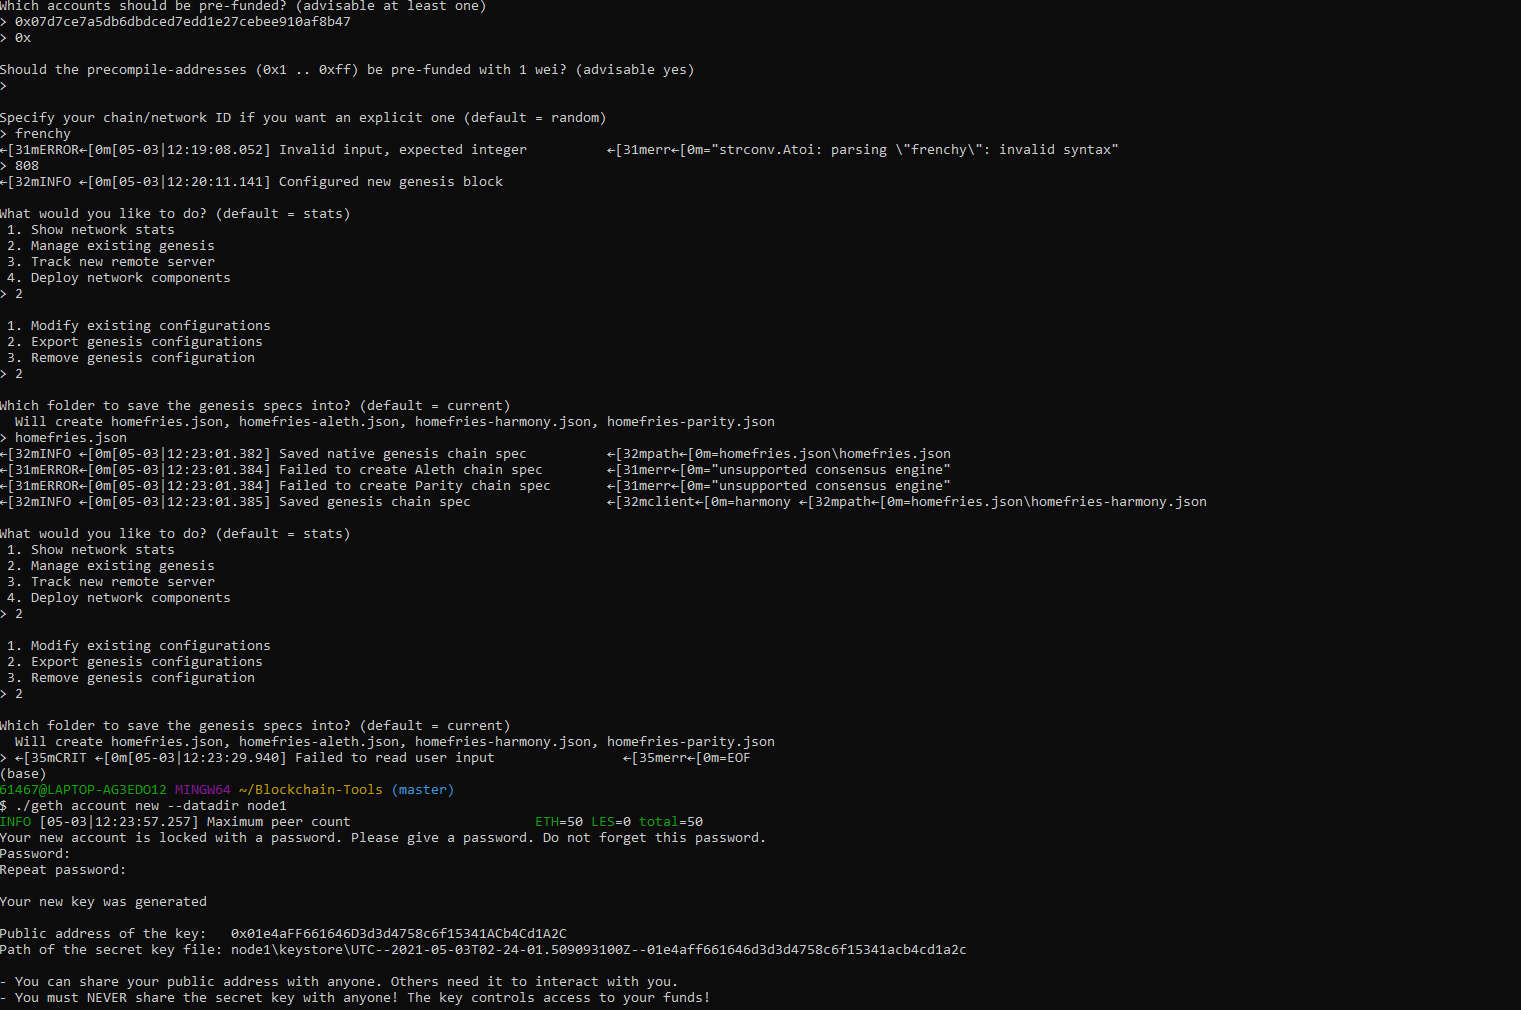 Which accounts should be pre-funded? (advisable at least one)
> 0x07d7ce7a5db6dbdced7edd1e27cebee910af8b47
> 0x
Should the precompile-addresses (0x1 .. 0xff) be pre-funded with 1 wei? (advisable yes)
>
Specify your chain/network ID if you want an explicit one (default = random)
> frenchy
←[31mERROR←[0m[05-03|12:19:08.052] Invalid input, expected integer ←[31merr←[0m="strconv.Atoi: parsing \"frenchy\": invalid syntax"
> 808
←[32mINFO ←[0m[05-03|12:20:11.141] Configured new genesis block
What would you like to do? (default = stats)
1. Show network stats
2. Manage existing genesis
3. Track new remote server
4. Deploy network components
> 2
1. Modify existing configurations
2. Export genesis configurations
3. Remove genesis configuration
> 2
Which folder to save the genesis specs into? (default = current)
Will create homefries.json, homefries-aleth.json, homefries-harmony.json, homefries-parity.json
> homefries.json
←[32mINFO ←[0m[05-03|12:23:01.382] Saved native genesis chain spec ←[32mpath←[0m=homefries.json\homefries.json
←[31mERROR←[0m[05-03|12:23:01.384] Failed to create Aleth chain spec ←[31merr←[0m="unsupported consensus engine"
←[31mERROR←[0m[05-03|12:23:01.384] Failed to create Parity chain spec ←[31merr←[0m="unsupported consensus engine"
←[32mINFO ←[0m[05-03|12:23:01.385] Saved genesis chain spec ←[32mclient←[0m=harmony ←[32mpath←[0m=homefries.json\homefries-harmony.json
What would you like to do? (default = stats)
1. Show network stats
2. Manage existing genesis
3. Track new remote server
4. Deploy network components
> 2
1. Modify existing configurations
2. Export genesis configurations
3. Remove genesis configuration
> 2
Which folder to save the genesis specs into? (default = current)
Will create homefries.json, homefries-aleth.json, homefries-harmony.json, homefries-parity.json
> ←[35mCRIT ←[0m[05-03|12:23:29.940] Failed to read user input ←[35merr←[0m=EOF
(base)
61467@LAPTOP-AG3EDO12 MINGW64 ~/Blockchain-Tools (master)
$ ./geth account new --datadir node1
INFO [05-03|12:23:57.257] Maximum peer count ETH=50 LES=0 total=50
Your new account is locked with a password. Please give a password. Do not forget this password.
Password:
Repeat password:
Your new key was generated
Public address of the key: 0x01e4aFF661646D3d3d4758c6f15341ACb4Cd1A2C
Path of the secret key file: node1\keystore\UTC--2021-05-03T02-24-01.509093100Z--01e4aff661646d3d3d4758c6f15341acb4cd1a2c
- You can share your public address with anyone. Others need it to interact with you.
- You must NEVER share the secret key with anyone! The key controls access to your funds!